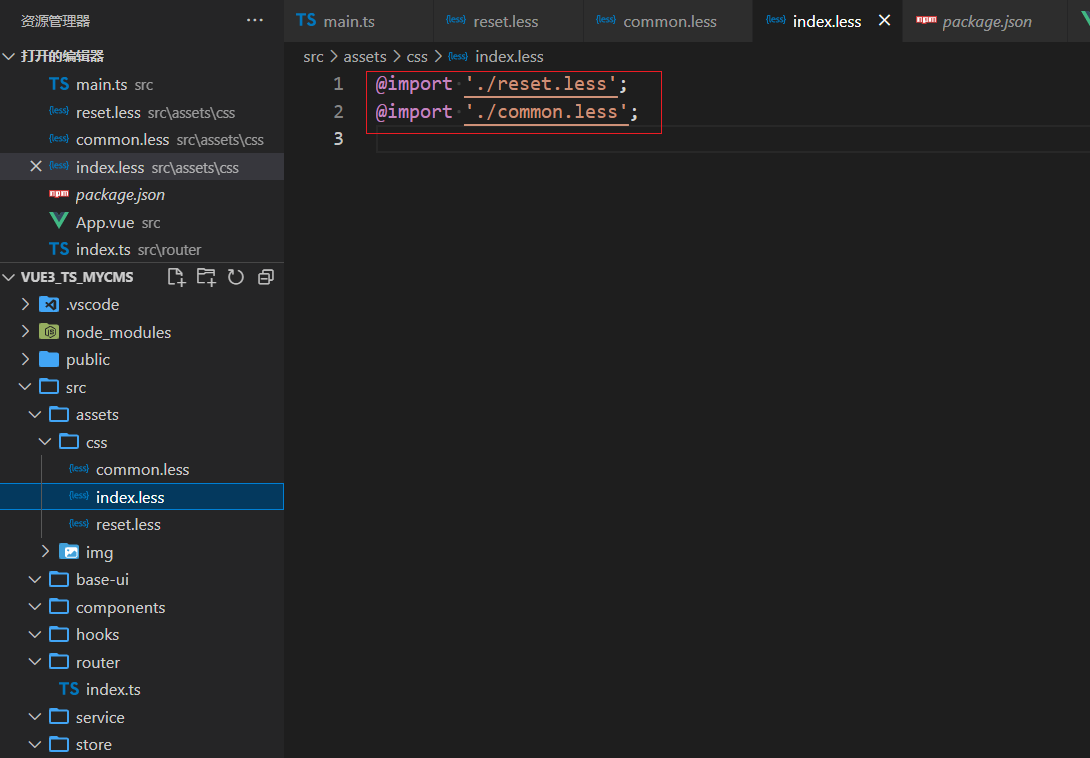 资源管理器 ···
打开的编辑器
TS main.ts src
{less} reset.less src\assets\css
{less} common.less src\assets\css
{less} index.less src\assets\css
npm package.json
App.vue src
TS index.ts src\router
VUE3_TS_MYCMS
.vscode
node_modules
public
src
assets
css
{less} common.less
{less} index.less
{less} reset.less
img
base-ui
components
hooks
router
TS index.ts
service
store
TS main.ts {less} reset.less {less} common.less {less} index.less npm package.json
src > assets > css > {less} index.less
1 @import './reset.less';
2 @import './common.less';
3